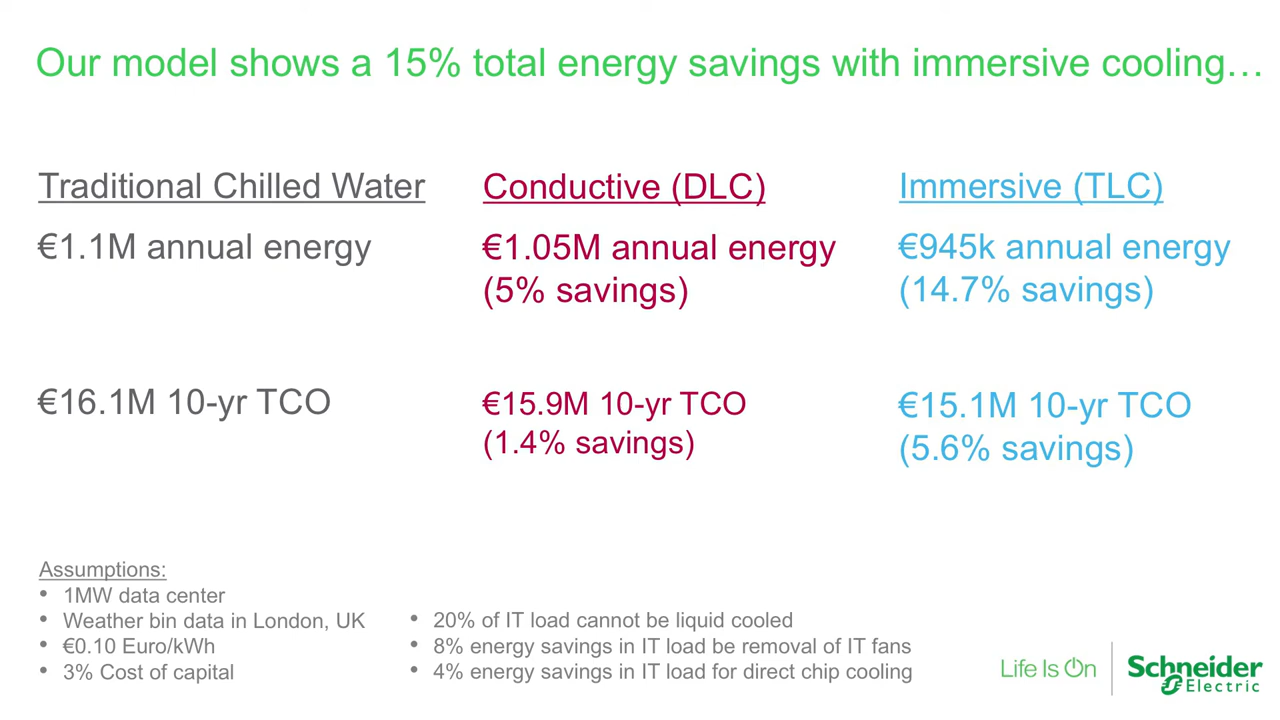 Our model shows a 15% total energy savings with immersive cooling…
Traditional Chilled Water
€1.1M annual energy
€16.1M 10-yr TCO
Conductive (DLC)
€1.05M annual energy
(5% savings)
€15.9M 10-yr TCO
(1.4% savings)
Immersive (TLC)
€945k annual energy
(14.7% savings)
€15.1M 10-yr TCO
(5.6% savings)
Assumptions:
• 1MW data center
• Weather bin data in London, UK
• €0.10 Euro/kWh
• 3% Cost of capital
• 20% of IT load cannot be liquid cooled
• 8% energy savings in IT load be removal of IT fans
• 4% energy savings in IT load for direct chip cooling
Life Is On
Schneider
Electric